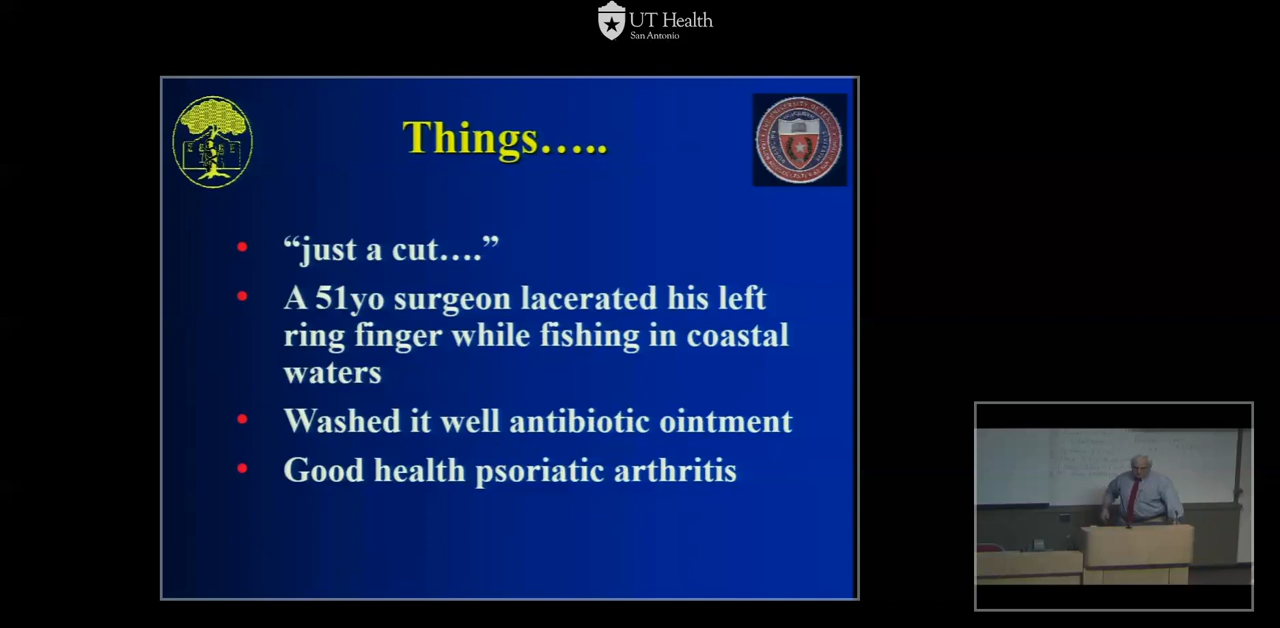 UT Health
San Antonio
Things…..
“just a cut….”
A 51yo surgeon lacerated his left
ring finger while fishing in coastal
waters
Washed it well antibiotic ointment
Good health psoriatic arthritis